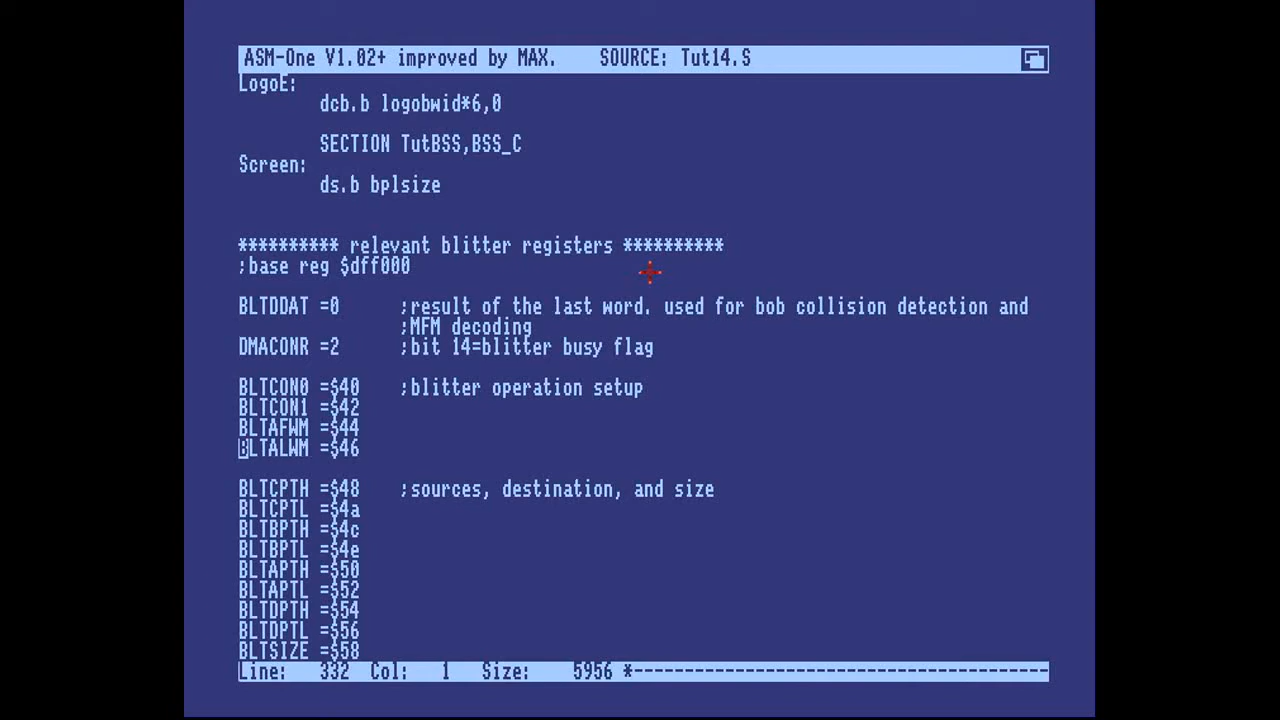 ASM-One V1.02+ improved by MAX.    SOURCE: Tut14.S
LogoE:
dcb.b logobwid*6,0
SECTION TutBSS,BSS_C
Screen:
ds.b bplsize
********** relevant blitter registers **********
;base reg $dff000
BLTDDAT =0    ;result of the last word. used for bob collision detection and
;MFM decoding
DMACONR =2    ;bit 14=blitter busy flag
BLTCON0 =$40    ;blitter operation setup
BLTCON1 =$42
BLTAFWM =$44
BLTALWM =$46
BLTCPTH =$48    ;sources, destination, and size
BLTCPTL =$4a
BLTBPTH =$4c
BLTBPTL =$4e
BLTAPTH =$50
BLTAPTL =$52
BLTDPTH =$54
BLTDPTL =$56
BLTSIZE =$58
Line:   332  Col:   1   Size:    5956 *-----------------------------------------